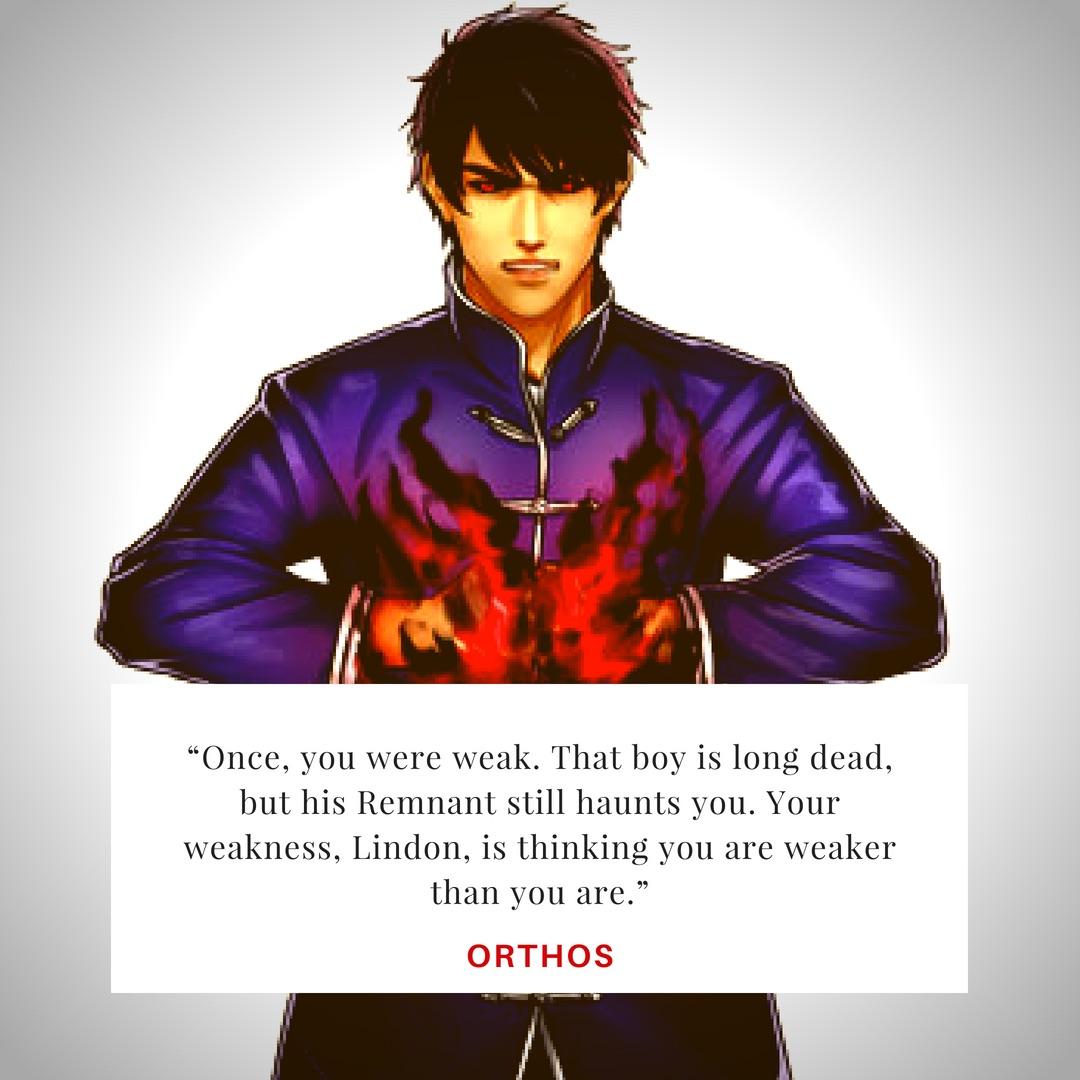 “Once, you were weak. That boy is long dead,
but his Remnant still haunts you. Your
weakness, Lindon, is thinking you are weaker
than you are.”
ORTHOS